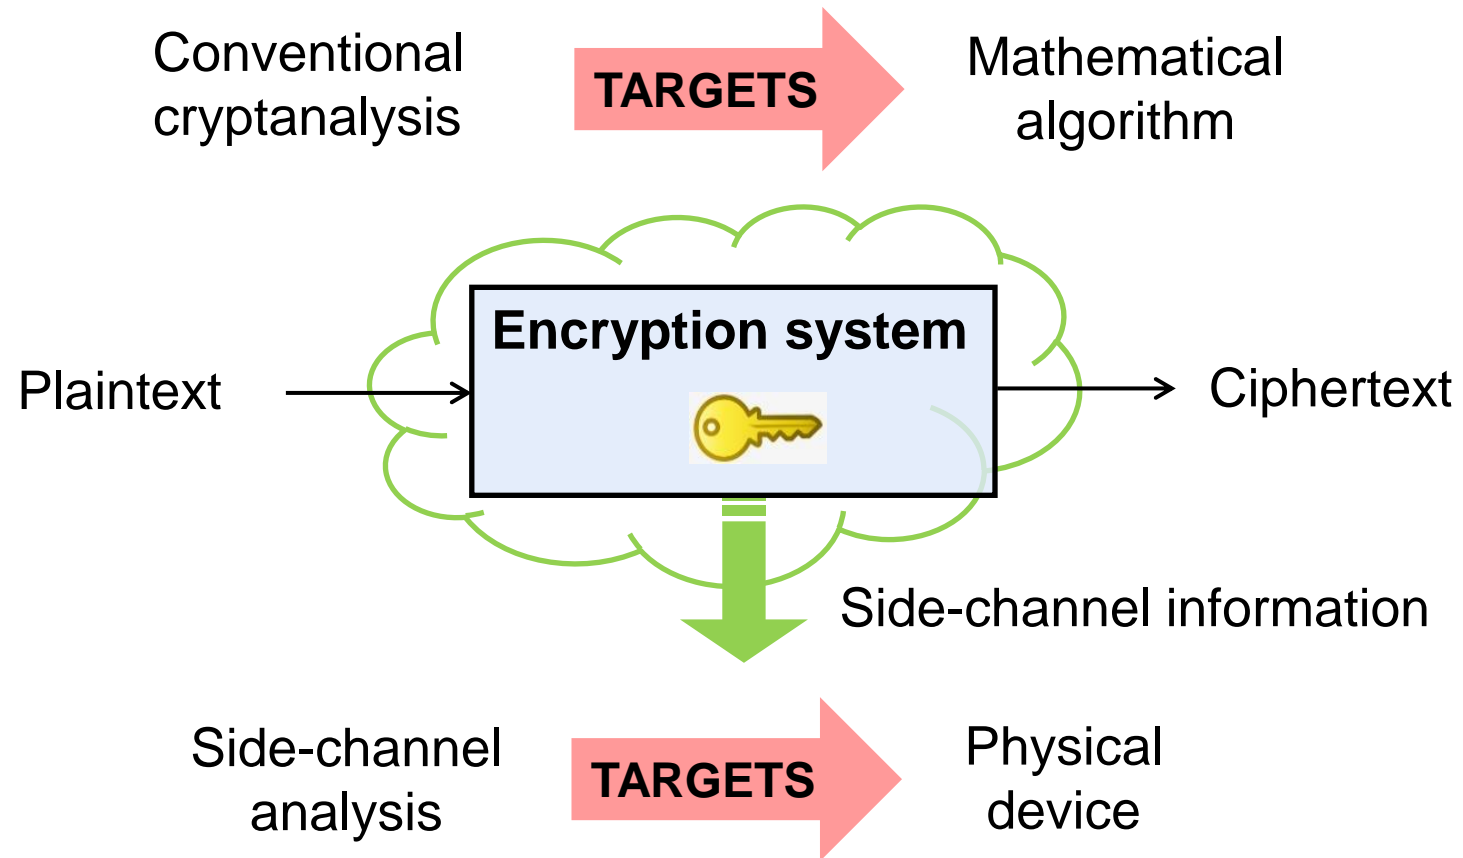 Conventional
cryptanalysis
TARGETS
Mathematical
algorithm
Encryption system
Plaintext
Ciphertext
Side-channel information
Side-channel
analysis
TARGETS
Physical
device